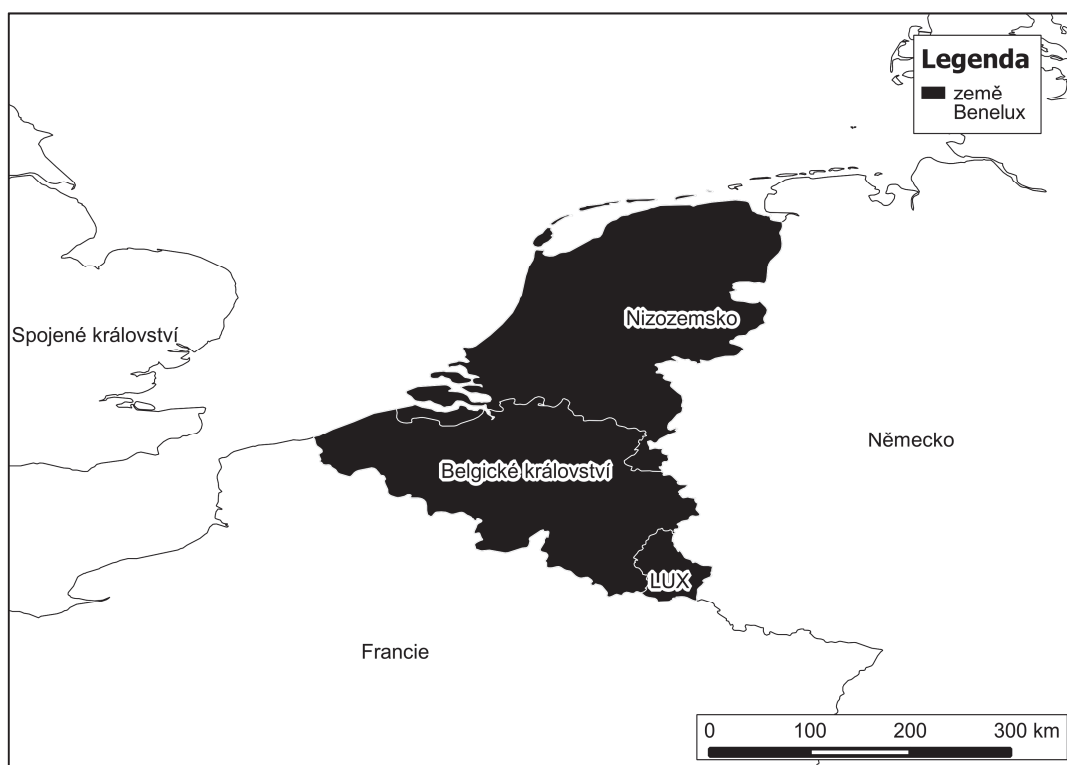 Legenda
země
Benelux
Nizozemsko
Spojené království
Německo
Belgické království
LUX
Francie
0 100 200 300 km